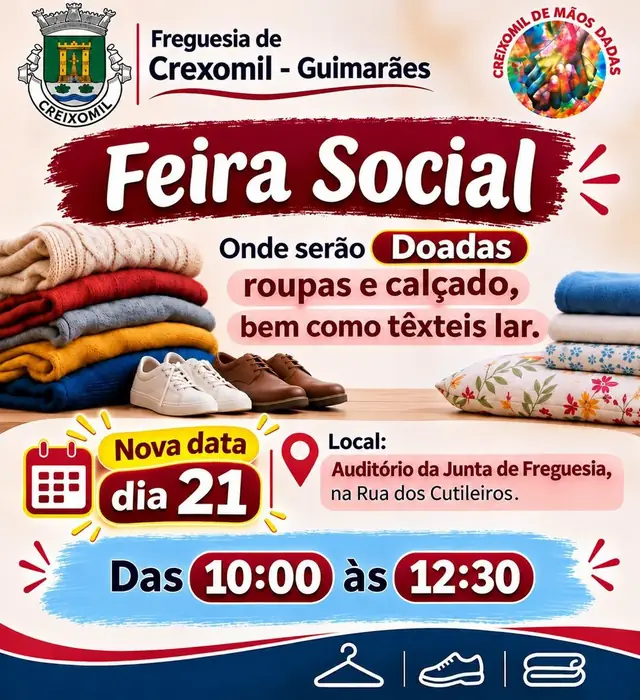 Freguesia de
Crexomil - Guimarães
CREIXOMIL
CREIXOMIL DE MÃOS DADAS
Feira Social
Onde serão Doadas
roupas e calçado,
bem como têxteis lar.
Nova data
dia 21
Local:
Auditório da Junta de Freguesia,
na Rua dos Cutileiros.
Das 10:00 às 12:30